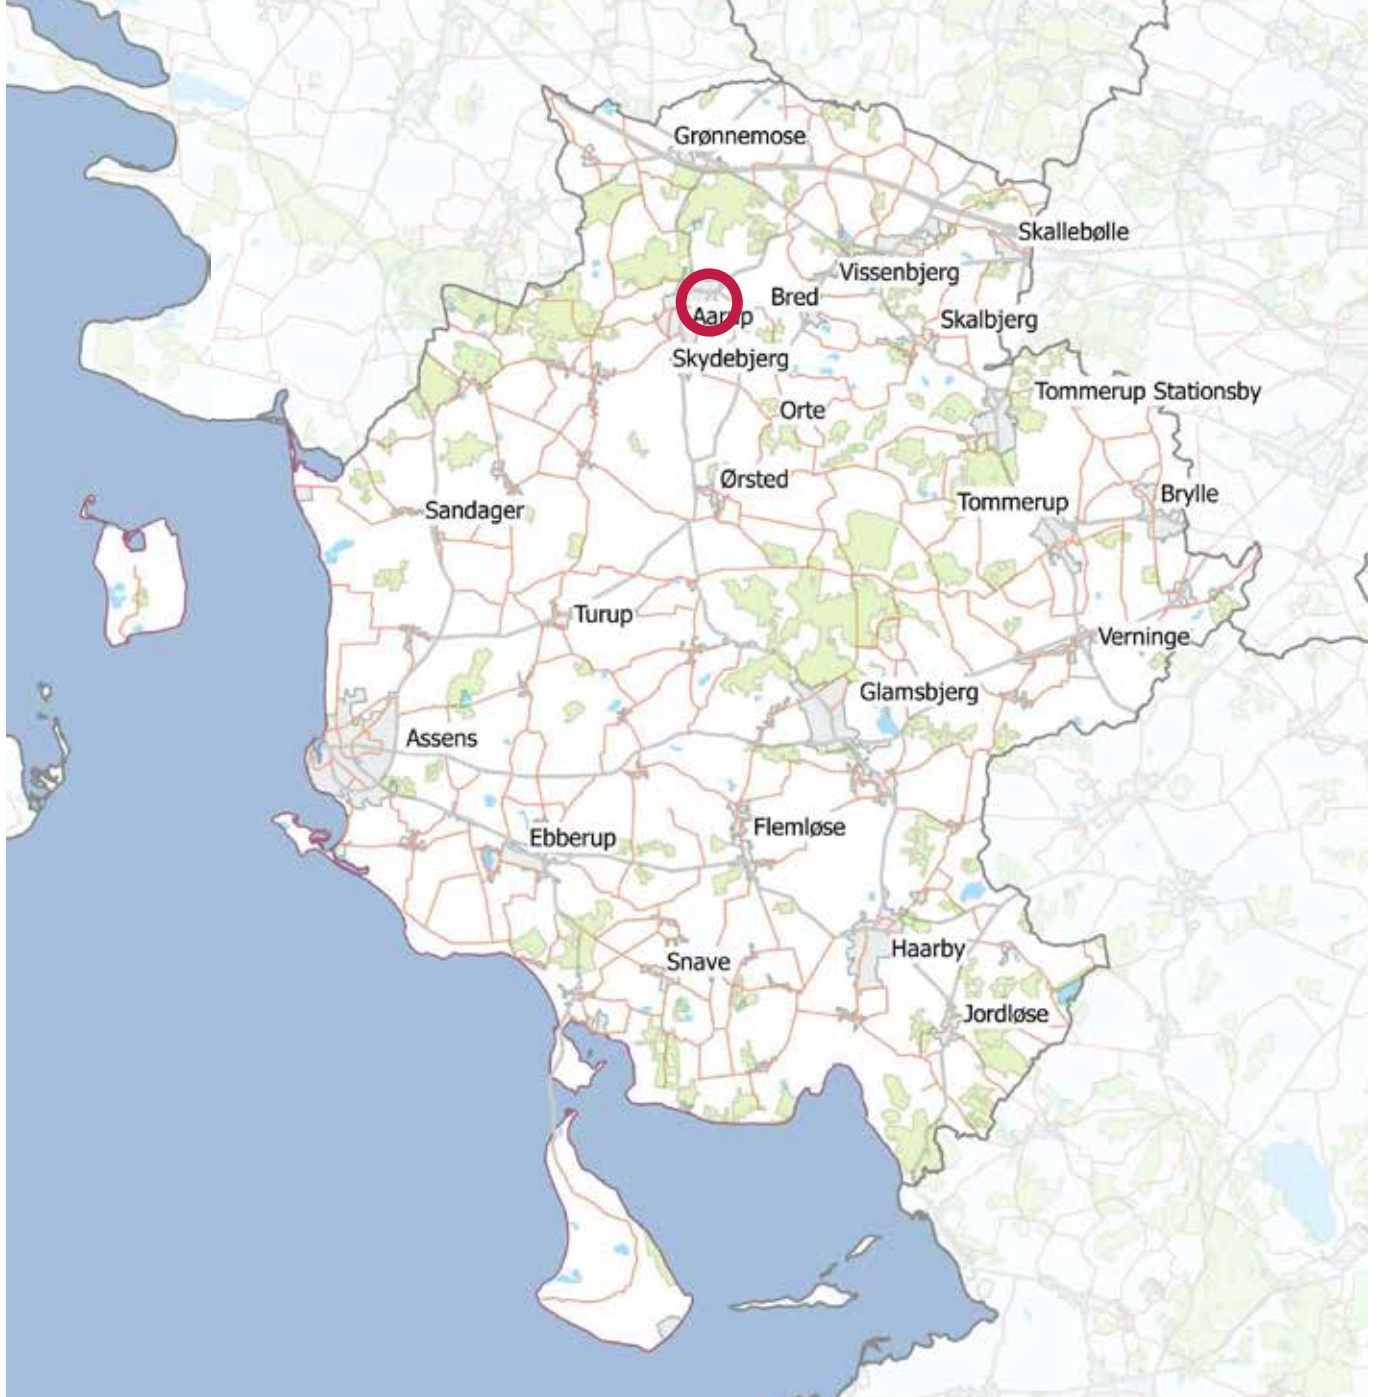 Grønnemose
Skallebølle
Vissenbjerg
Bred
Aarup
Skalbjerg
Skydebjerg
Tommerup Stationsby
Orte
Ørsted
Brylle
Tommerup
Sandager
Turup
Verninge
Glamsbjerg
Assens
Flemløse
Ebberup
Haarby
Snave
Jordløse